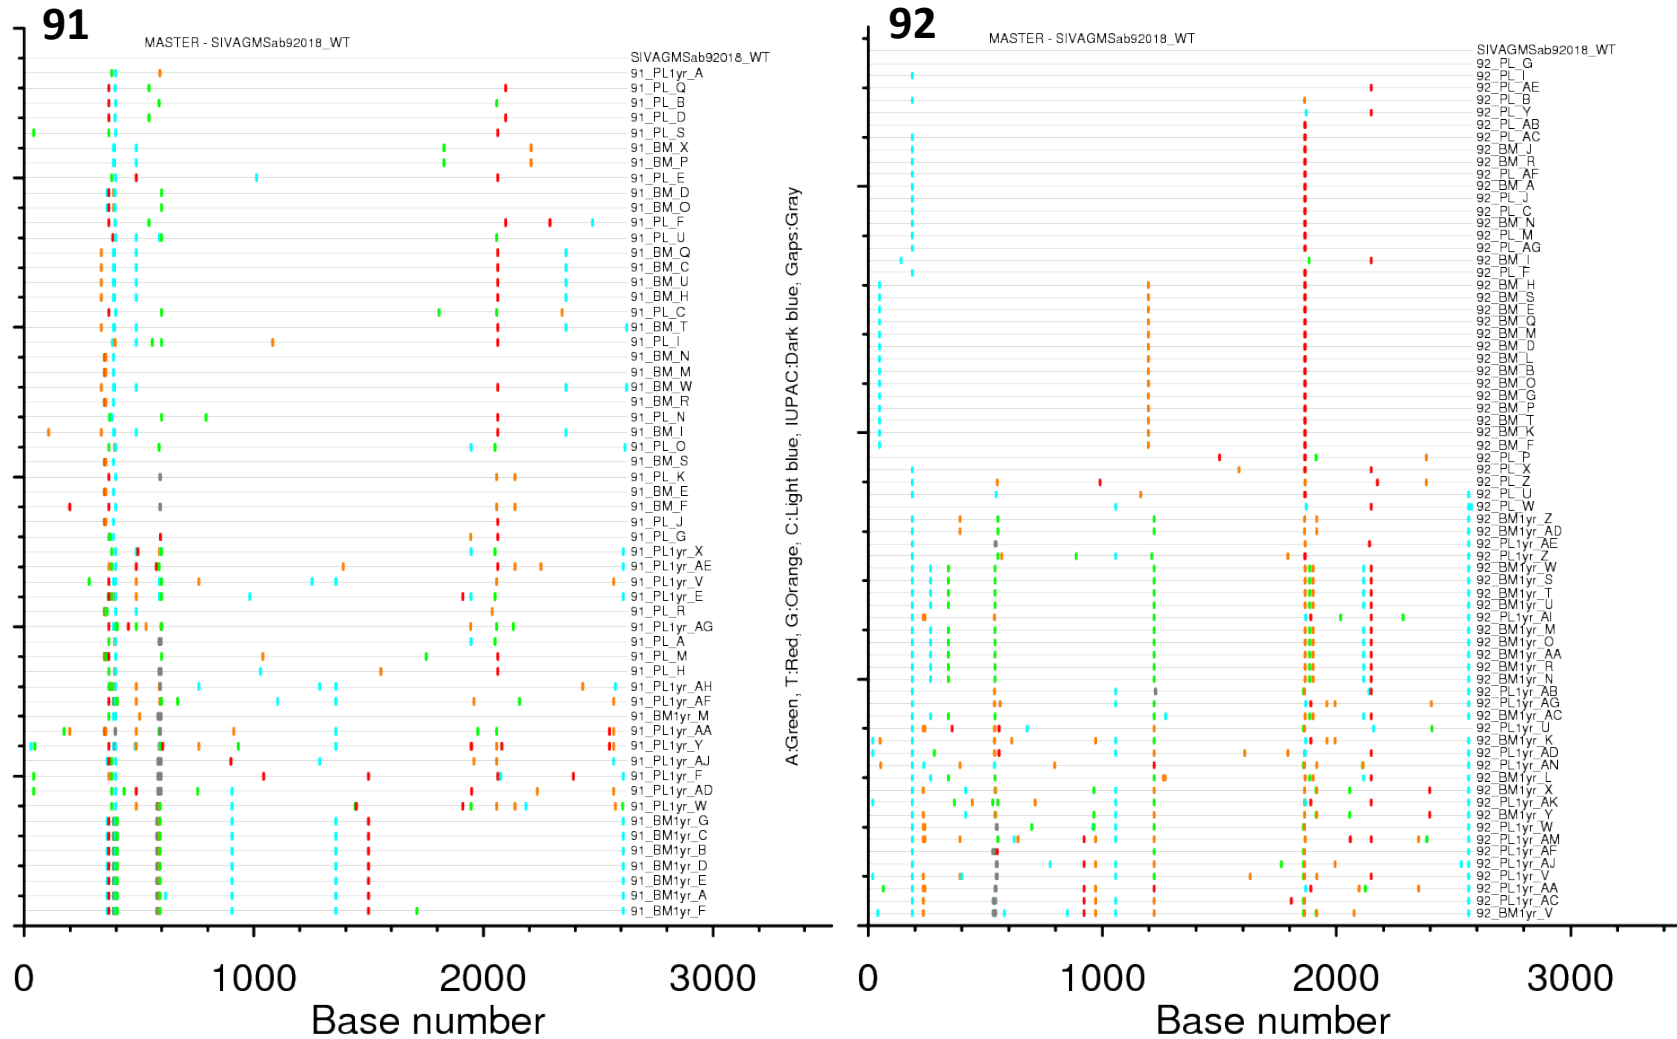 91
MASTER - SIVAGMSab92018_WT
SIVAGMSab92018_WT
91_PL1yr_A
91_PL_Q
91_PL_B
91_PL_D
91_PL_S
91_BM_X
91_BM_P
91_PL_E
91_BM_D
91_BM_O
91_PL_F
91_PL_U
91_BM_Q
91_BM_C
91_BM_U
91_BM_H
91_PL_C
91_BM_T
91_PL_I
91_BM_N
91_BM_M
91_BM_W
91_BM_R
91_PL_N
91_BM_I
91_PL_O
91_BM_S
91_PL_K
91_BM_E
91_BM_F
91_PL_J
91_PL_G
91_PL1yr_X
91_PL1yr_AE
91_PL1yr_V
91_PL1yr_E
91_PL_R
91_PL1yr_AG
91_PL_A
91_PL_M
91_PL_H
91_PL1yr_AH
91_PL1yr_AF
91_BM1yr_M
91_PL1yr_AA
91_PL1yr_Y
91_PL1yr_AJ
91_PL1yr_F
91_PL1yr_AD
91_PL1yr_W
91_BM1yr_G
91_BM1yr_C
91_BM1yr_B
91_BM1yr_D
91_BM1yr_E
91_BM1yr_A
91_BM1yr_F
0 1000 2000 3000
Base number
A:Green, T:Red, G:Orange, C:Light blue, IUPAC:Dark blue, Gaps:Gray
92
MASTER - SIVAGMSab92018_WT
SIVAGMSab92018_WT
92_PL_G
92_PL_I
92_PL_AE
92_PL_B
92_PL_Y
92_PL_AB
92_PL_AC
92_BM_J
92_BM_R
92_PL_AF
92_BM_A
92_PL_J
92_PL_C
92_BM_N
92_PL_M
92_PL_AG
92_BM_I
92_PL_F
92_BM_H
92_BM_S
92_BM_E
92_BM_Q
92_BM_M
92_BM_D
92_BM_L
92_BM_B
92_BM_O
92_BM_G
92_BM_P
92_BM_T
92_BM_K
92_BM_F
92_PL_P
92_PL_X
92_PL_Z
92_PL_U
92_PL_W
92_BM1yr_Z
92_BM1yr_AD
92_PL1yr_AE
92_PL1yr_Z
92_BM1yr_W
92_BM1yr_S
92_BM1yr_T
92_BM1yr_U
92_PL1yr_AI
92_BM1yr_M
92_BM1yr_O
92_BM1yr_AA
92_BM1yr_R
92_BM1yr_N
92_PL1yr_AB
92_PL1yr_AG
92_BM1yr_AC
92_PL1yr_U
92_BM1yr_K
92_PL1yr_AD
92_PL1yr_AN
92_BM1yr_L
92_BM1yr_X
92_PL1yr_AK
92_BM1yr_Y
92_PL1yr_W
92_PL1yr_AM
92_PL1yr_AF
92_PL1yr_AJ
92_PL1yr_V
92_PL1yr_AA
92_PL1yr_AC
92_BM1yr_V
0 1000 2000 3000
Base number